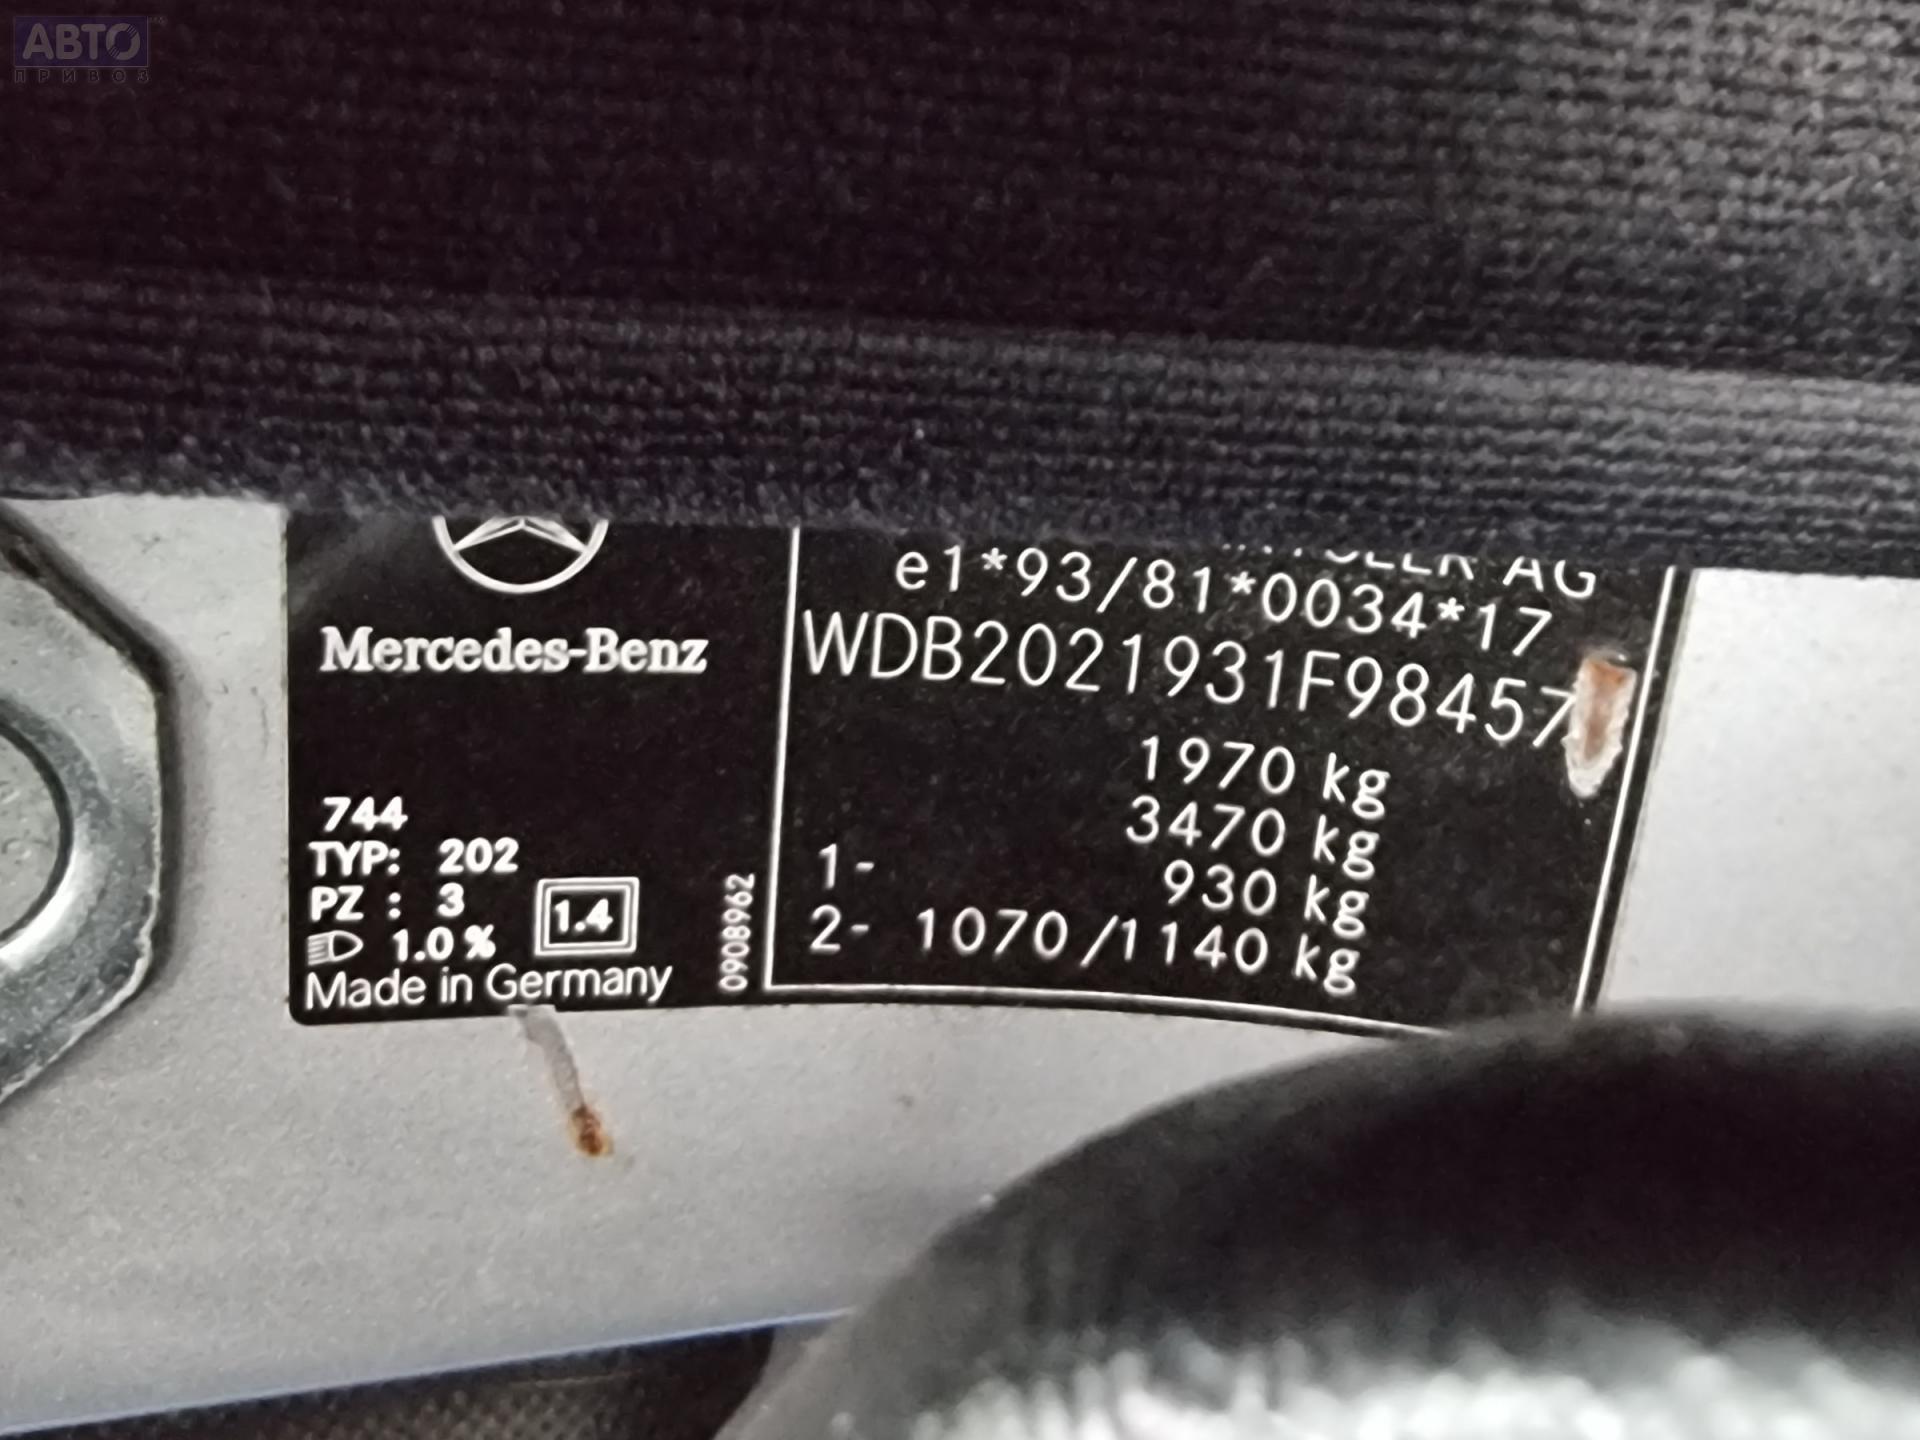 АВТО
ПРИВОЗ
Mercedes-Benz
744
TYP: 202
PZ : 3
1.0 %
1.4
Made in Germany
0908962
AG
e1*93/81*0034*17
WDB2021931F98457
1970 kg
3470 kg
1- 930 kg
2- 1070/1140 kg